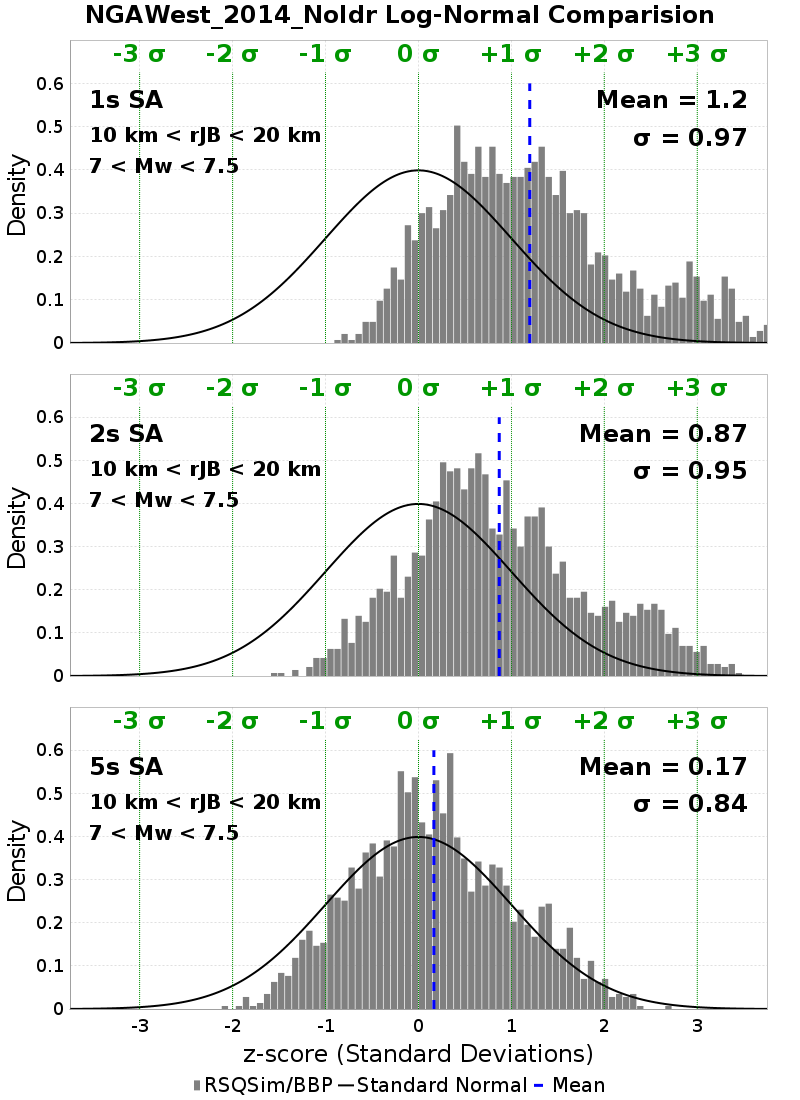 NGAWest_2014_NoIdr Log-Normal Comparision
-3 σ -2 σ -1 σ 0 σ +1 σ +2 σ +3 σ
0.6
1s SA Mean = 1.2
0.5
10 km < rJB < 20 km σ = 0.97
0.4
7 < Mw < 7.5
0.3
0.2
0.1
0
Density
-3 σ -2 σ -1 σ 0 σ +1 σ +2 σ +3 σ
0.6
2s SA Mean = 0.87
0.5
10 km < rJB < 20 km σ = 0.95
0.4
7 < Mw < 7.5
0.3
0.2
0.1
0
Density
-3 σ -2 σ -1 σ 0 σ +1 σ +2 σ +3 σ
0.6
5s SA Mean = 0.17
0.5
10 km < rJB < 20 km σ = 0.84
0.4
7 < Mw < 7.5
0.3
0.2
0.1
0
Density
-3 -2 -1 0 1 2 3
z-score (Standard Deviations)
RSQSim/BBP Standard Normal Mean